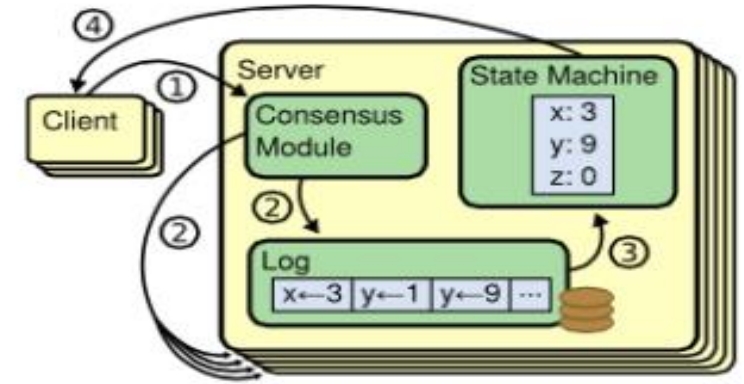 ④
①
Server
State Machine
Client
Consensus
Module
x: 3
y: 9
z: 0
②
②
③
Log
x←3 y←1 y←9 ...